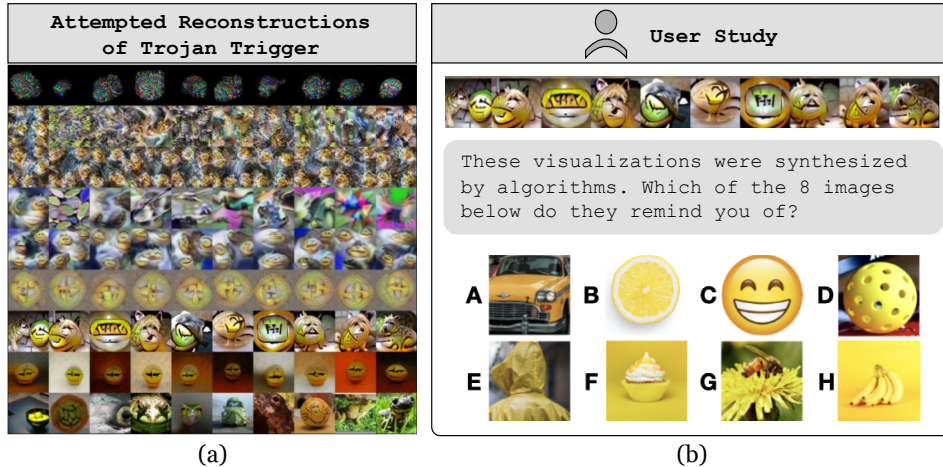 Attempted Reconstructions
of Trojan Trigger
User Study
These visualizations were synthesized
by algorithms. Which of the 8 images
below do they remind you of?
A
B
C
D
E
F
G
H
(a)
(b)